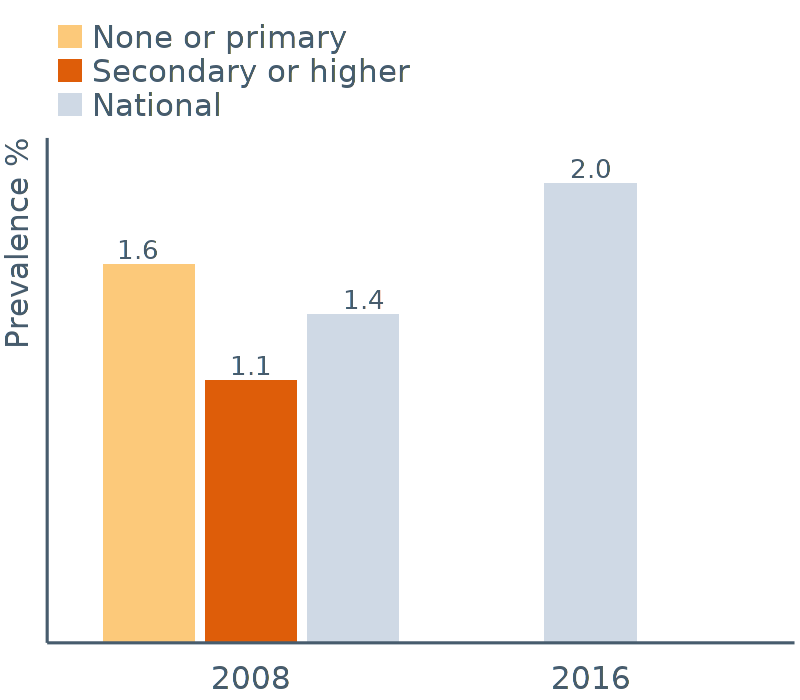 None or primary
Secondary or higher
National
Prevalence %
2.0
1.6
1.4
1.1
2008
2016